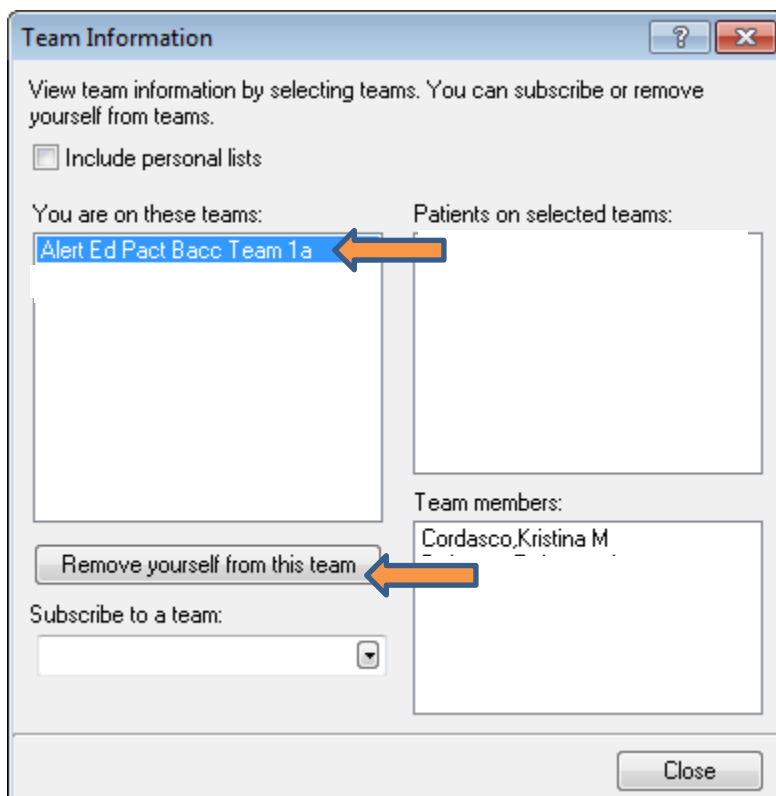 Team Information
View team information by selecting teams. You can subscribe or remove
yourself from teams.
Include personal lists
You are on these teams:
Alert Ed Pact Bacc Team 1a
Patients on selected teams:
Team members:
Cordasco,Kristina M
Remove yourself from this team
Subscribe to a team:
Close